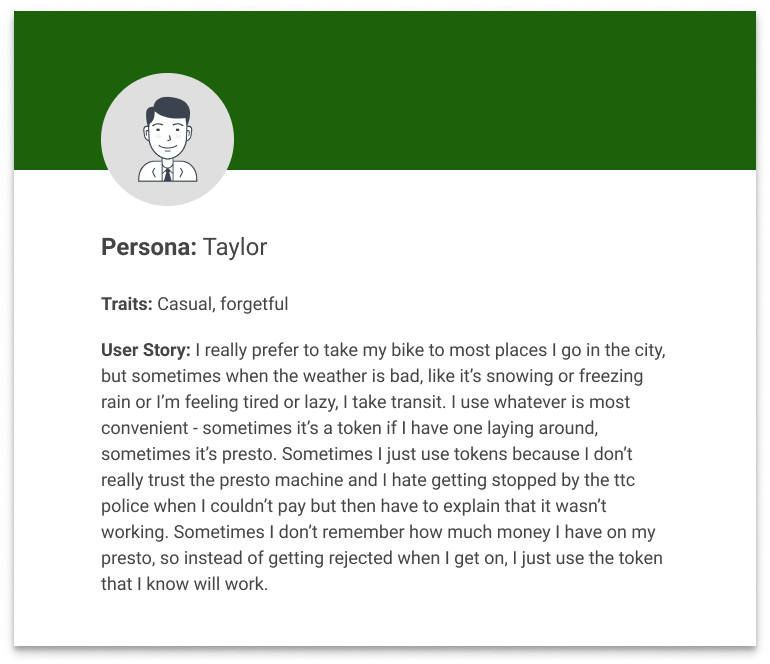 Persona: Taylor
Traits: Casual, forgetful
User Story: I really prefer to take my bike to most places I go in the city,
but sometimes when the weather is bad, like it’s snowing or freezing
rain or I’m feeling tired or lazy, I take transit. I use whatever is most
convenient - sometimes it’s a token if I have one laying around,
sometimes it’s presto. Sometimes I just use tokens because I don’t
really trust the presto machine and I hate getting stopped by the ttc
police when I couldn’t pay but then have to explain that it wasn’t
working. Sometimes I don’t remember how much money I have on my
presto, so instead of getting rejected when I get on, I just use the token
that I know will work.